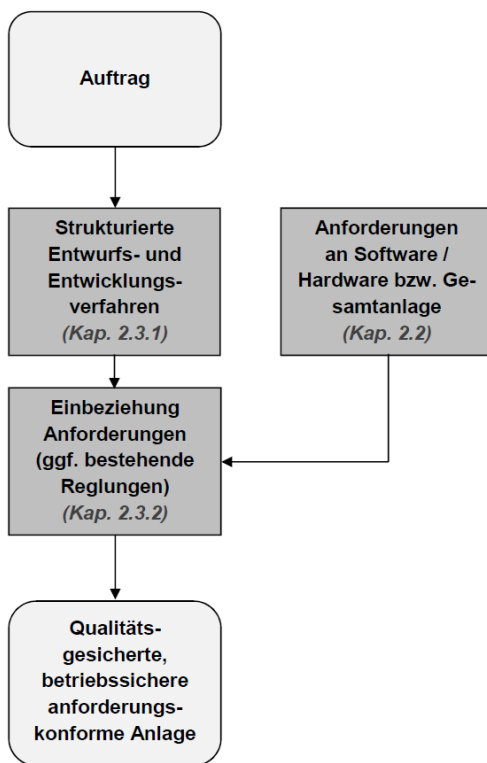 Auftrag
Strukturierte
Entwurfs- und
Entwicklungs-
verfahren
(Kap. 2.3.1)
Anforderungen
an Software /
Hardware bzw. Ge-
samtanlage
(Kap. 2.2)
Einbeziehung
Anforderungen
(ggf. bestehende
Reglungen)
(Kap. 2.3.2)
Qualitäts-
gesicherte,
betriebssichere
anforderungs-
konforme Anlage